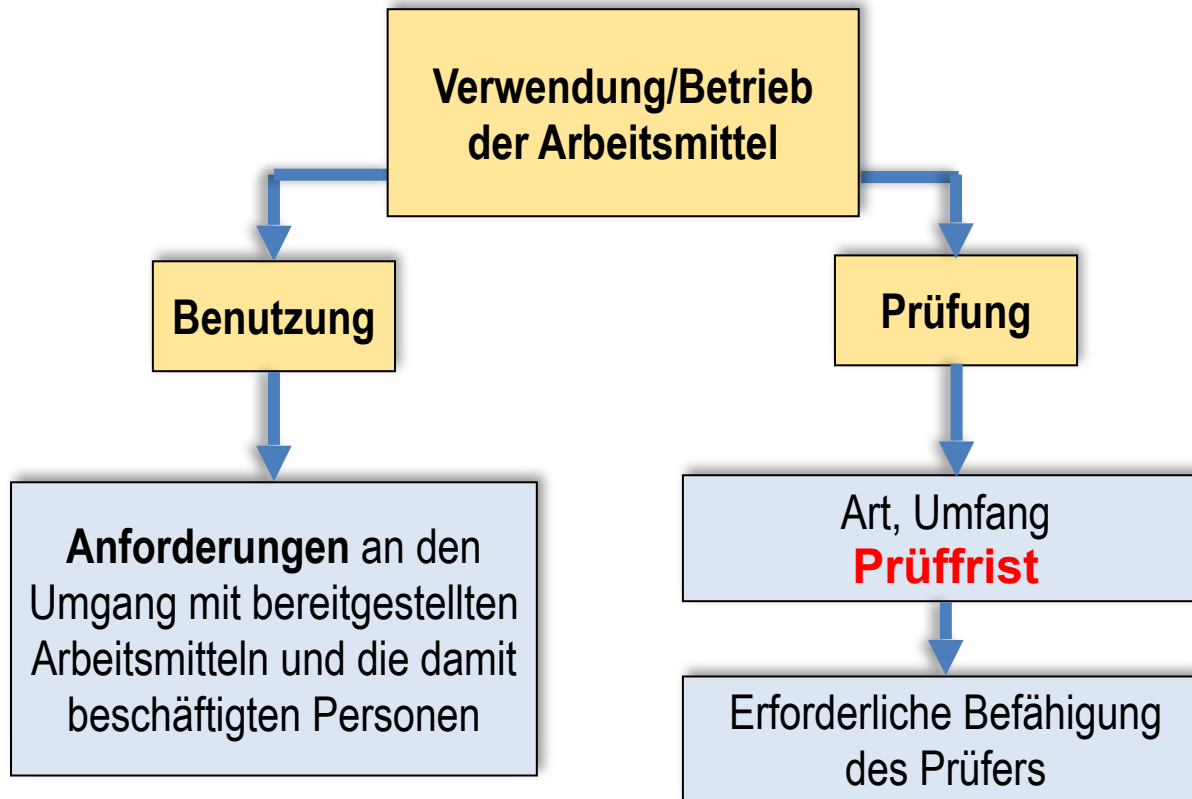 Verwendung/Betrieb
der Arbeitsmittel
Benutzung
Prüfung
Anforderungen an den
Umgang mit bereitgestellten
Arbeitsmitteln und die damit
beschäftigten Personen
Art, Umfang
Prüffrist
Erforderliche Befähigung
des Prüfers